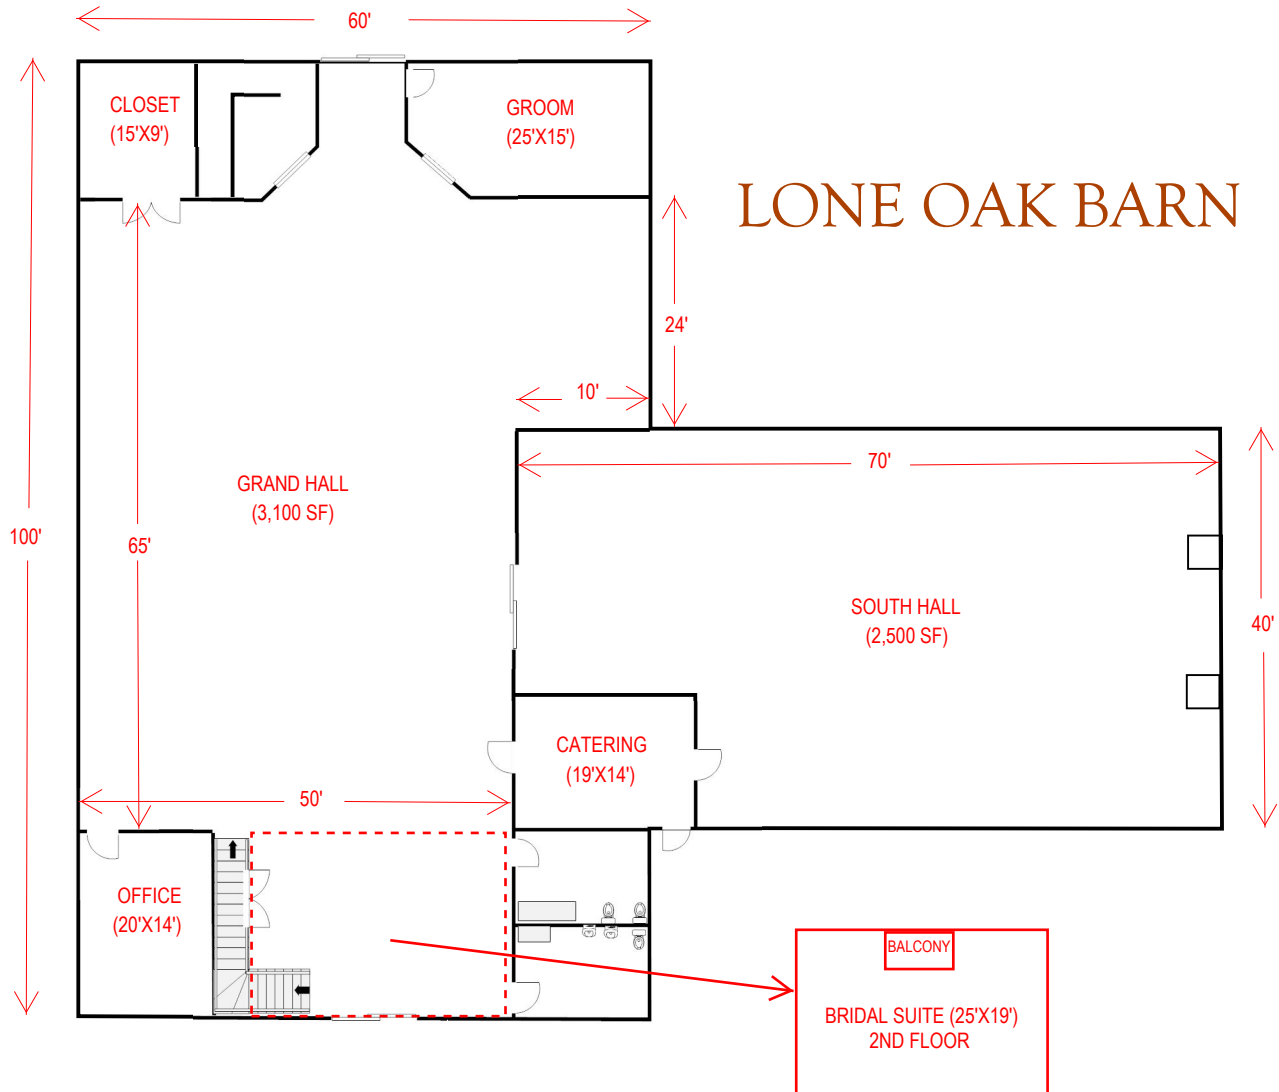 60'
CLOSET
(15'X9')
GROOM
(25'X15')
LONE OAK BARN
24'
10'
70'
GRAND HALL
(3,100 SF)
100'
65'
SOUTH HALL
(2,500 SF)
40'
CATERING
(19'X14')
50'
OFFICE
(20'X14')
BALCONY
BRIDAL SUITE (25'X19')
2ND FLOOR